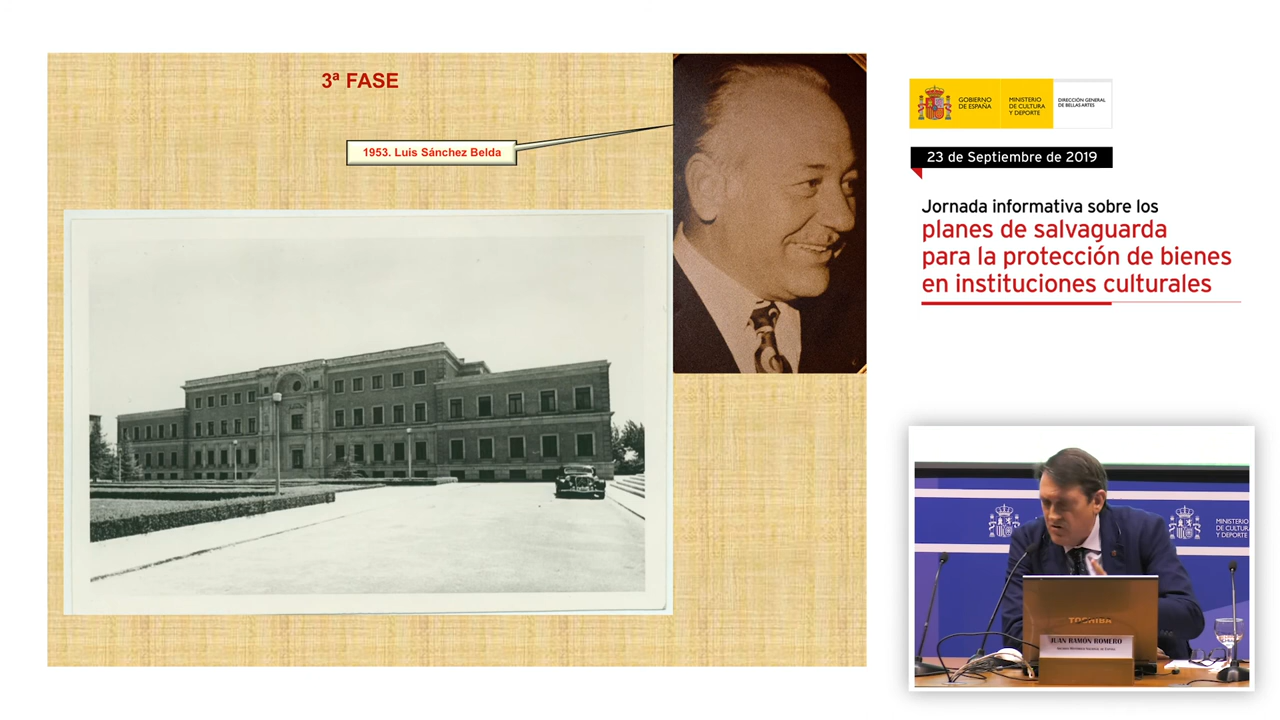 3ª FASE
1953. Luis Sánchez Belda
GOBIERNO
DE ESPAÑA
MINISTERIO
DE CULTURA
Y DEPORTE
DIRECCIÓN GENERAL
DE BELLAS ARTES
23 de Septiembre de 2019
Jornada informativa sobre los
planes de salvaguarda
para la protección de bienes
en instituciones culturales
MINISTERIO
DE CULTURA
Y DEPORTE
TOSHIBA
JUAN RAMÓN ROMERO